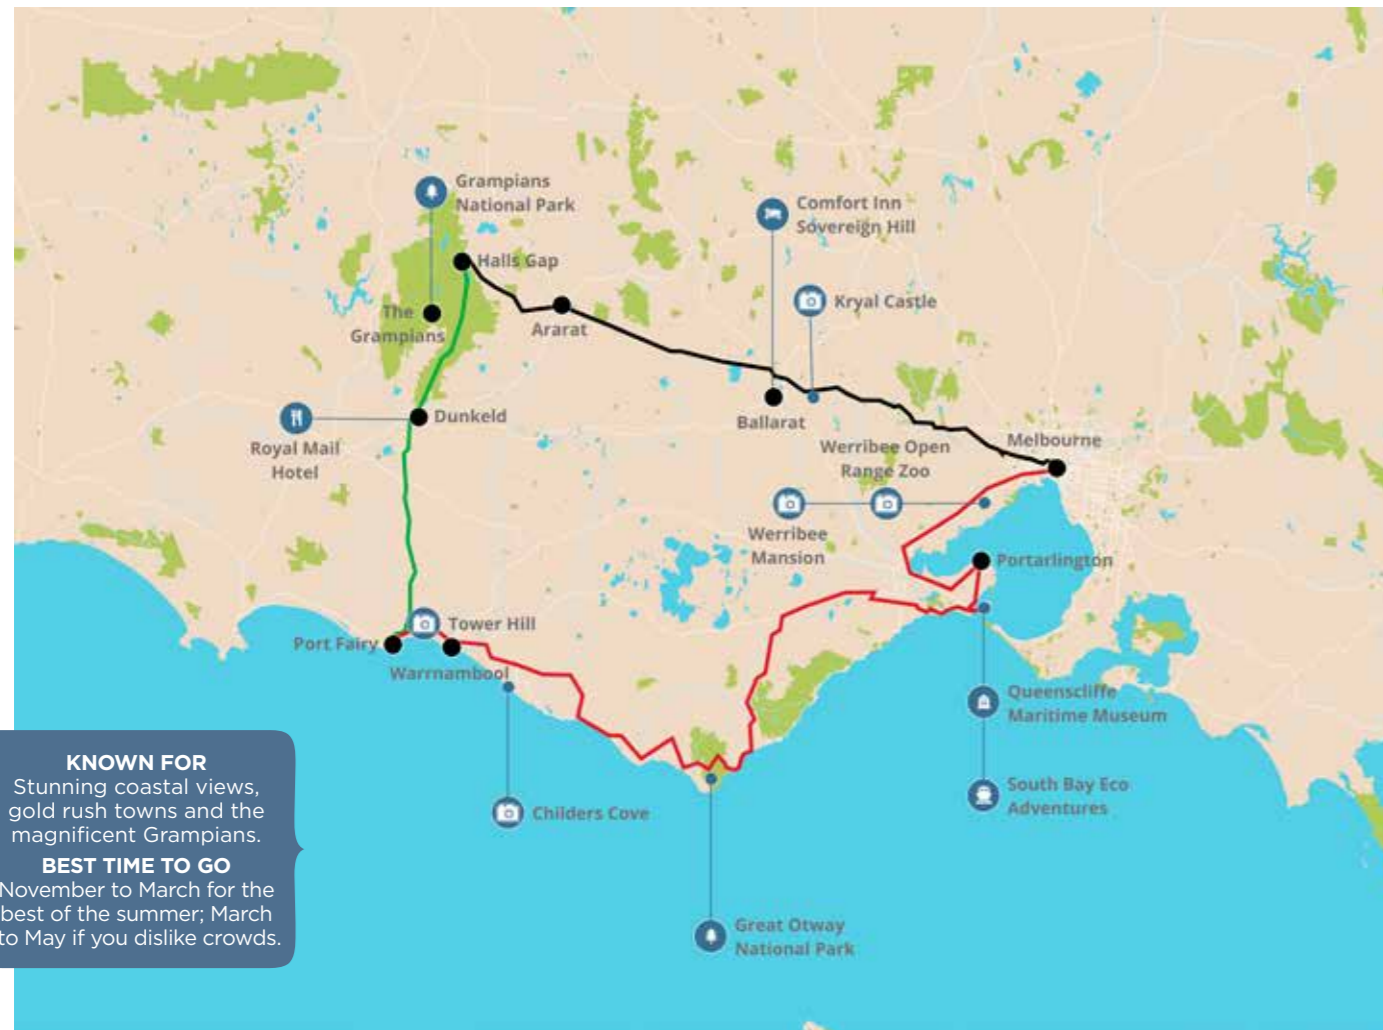 Grampians
National Park
Comfort Inn
Sovereign Hill
Halls Gap
Kryal Castle
The
Grampians
Ararat
Dunkeld
Ballarat
Royal Mail
Hotel
Melbourne
Werribee Open
Range Zoo
Werribee
Mansion
Portarlington
Tower Hill
Port Fairy
Warrnambool
Queenscliffe
Maritime Museum
South Bay Eco
Adventures
Childers Cove
Great Otway
National Park
KNOWN FOR
Stunning coastal views,
gold rush towns and the
magnificent Grampians.
BEST TIME TO GO
November to March for the
best of the summer; March
to May if you dislike crowds.